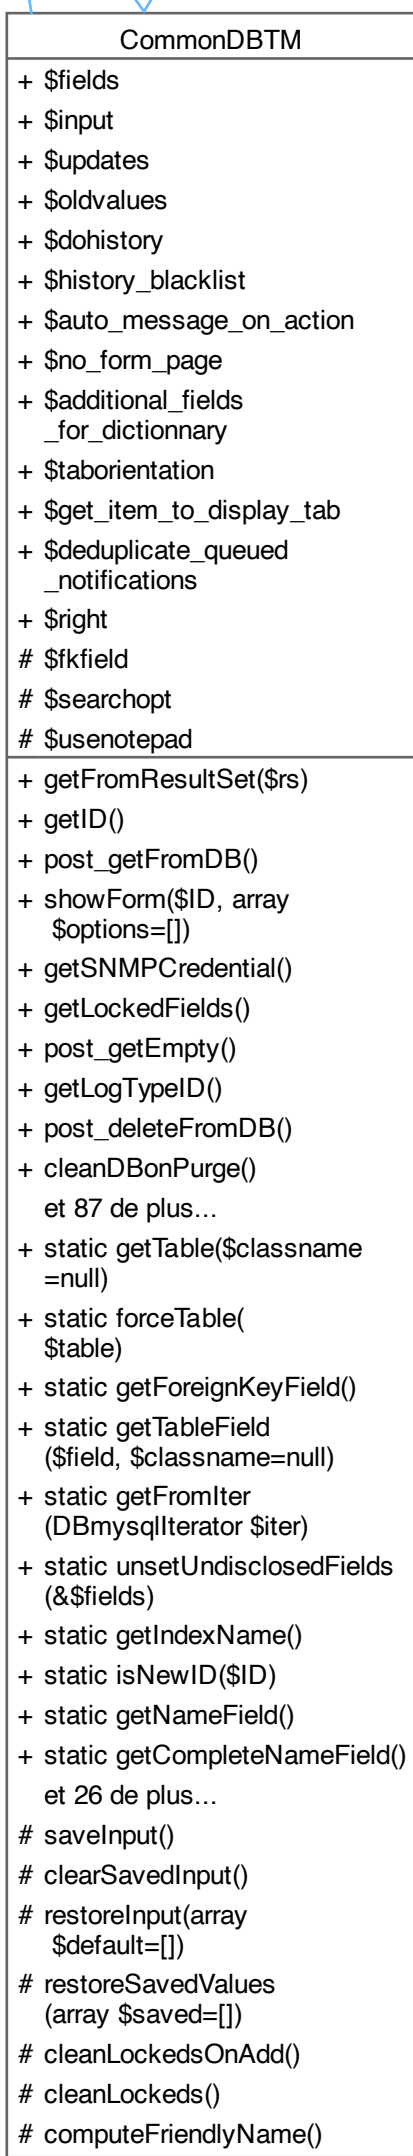 CommonDBTM
+ $fields
+ $input
+ $updates
+ $oldvalues
+ $dohistory
+ $history_blacklist
+ $auto_message_on_action
+ $no_form_page
+ $additional_fields
_for_dictionnary
+ $taborientation
+ $get_item_to_display_tab
+ $deduplicate_queued
_notifications
+ $right
# $fkfield
# $searchopt
# $usenotepad
+ getFromResultSet($rs)
+ getID()
+ post_getFromDB()
+ showForm($ID, array
$options=[])
+ getSNMPCredential()
+ getLockedFields()
+ post_getEmpty()
+ getLogTypeID()
+ post_deleteFromDB()
+ cleanDBonPurge()
et 87 de plus...
+ static getTable($classname
=null)
+ static forceTable(
$table)
+ static getForeignKeyField()
+ static getTableField
($field, $classname=null)
+ static getFromIter
(DBmysqlIterator $iter)
+ static unsetUndisclosedFields
(&$fields)
+ static getIndexName()
+ static isNewID($ID)
+ static getNameField()
+ static getCompleteNameField()
et 26 de plus...
# saveInput()
# clearSavedInput()
# restoreInput(array
$default=[])
# restoreSavedValues
(array $saved=[])
# cleanLockedsOnAdd()
# cleanLockeds()
# computeFriendlyName()